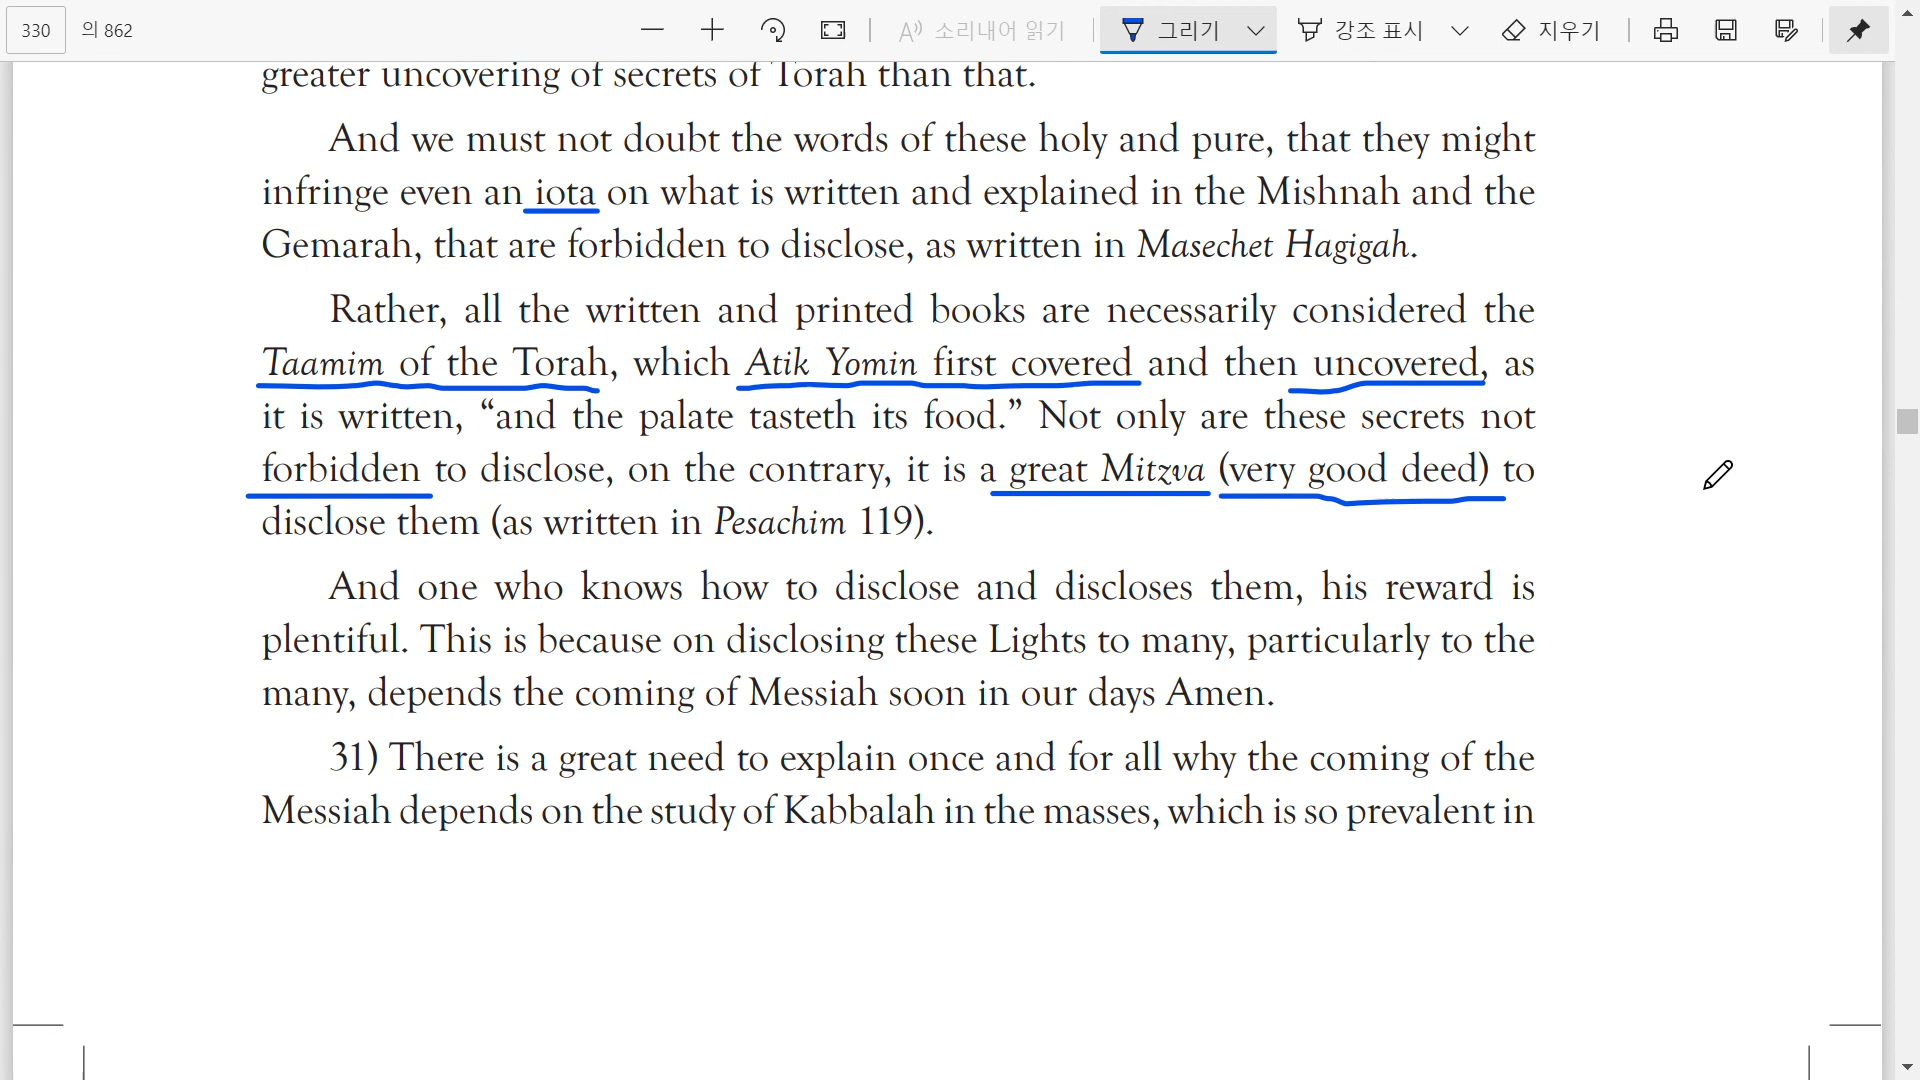 330 의 862 A 소리내어 읽기 그리기 강조 표시 지우기
greater uncovering of secrets of Torah than that.
And we must not doubt the words of these holy and pure, that they might
infringe even an iota on what is written and explained in the Mishnah and the
Gemarah, that are forbidden to disclose, as written in Masechet Hagigah.
Rather, all the written and printed books are necessarily considered the
Taamim of the Torah, which Atik Yomin first covered and then uncovered, as
it is written, “and the palate tasteth its food.” Not only are these secrets not
forbidden to disclose, on the contrary, it is a great Mitzva (very good deed) to
disclose them (as written in Pesachim 119).
And one who knows how to disclose and discloses them, his reward is
plentiful. This is because on disclosing these Lights to many, particularly to the
many, depends the coming of Messiah soon in our days Amen.
31) There is a great need to explain once and for all why the coming of the
Messiah depends on the study of Kabbalah in the masses, which is so prevalent in